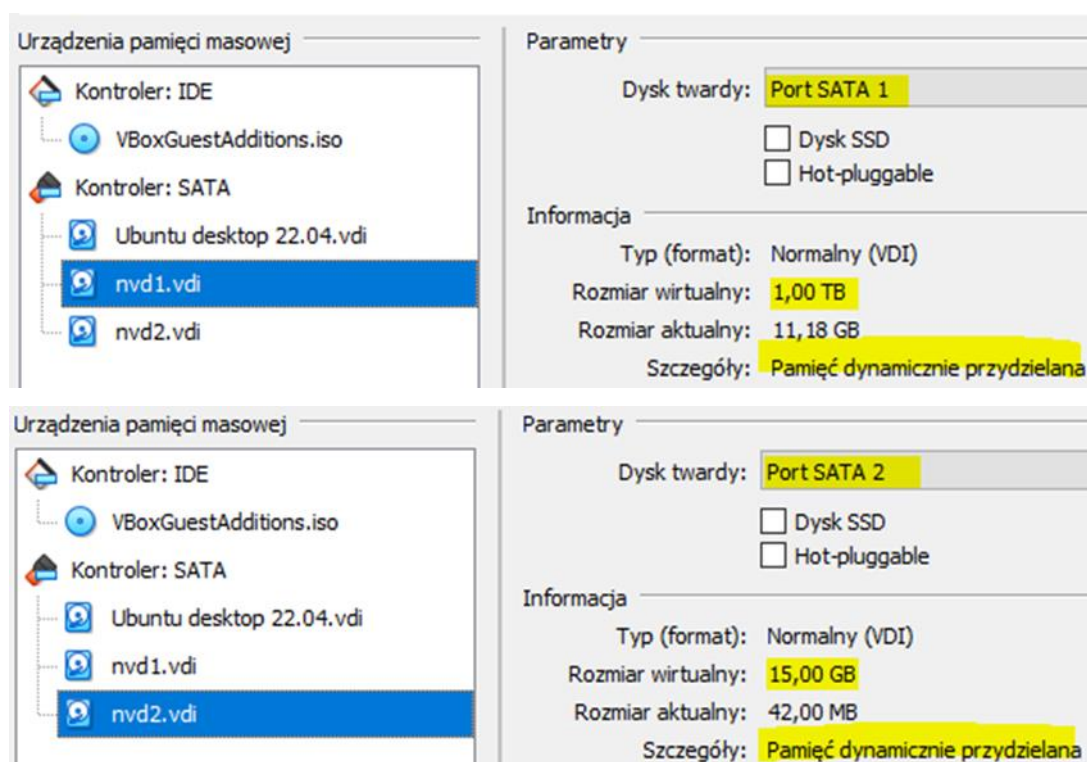 Urządzenia pamięci masowej
Kontroler: IDE
VBoxGuestAdditions.iso
Kontroler: SATA
Ubuntu desktop 22.04.vdi
nvd1.vdi
nvd2.vdi
Parametry
Dysk twardy: Port SATA 1
Dysk SSD
Hot-pluggable
Informacja
Typ (format): Normalny (VDI)
Rozmiar wirtualny: 1,00 TB
Rozmiar aktualny: 11,18 GB
Szczegóły: Pamięć dynamicznie przydzielana
Urządzenia pamięci masowej
Kontroler: IDE
VBoxGuestAdditions.iso
Kontroler: SATA
Ubuntu desktop 22.04.vdi
nvd1.vdi
nvd2.vdi
Parametry
Dysk twardy: Port SATA 2
Dysk SSD
Hot-pluggable
Informacja
Typ (format): Normalny (VDI)
Rozmiar wirtualny: 15,00 GB
Rozmiar aktualny: 42,00 MB
Szczegóły: Pamięć dynamicznie przydzielana